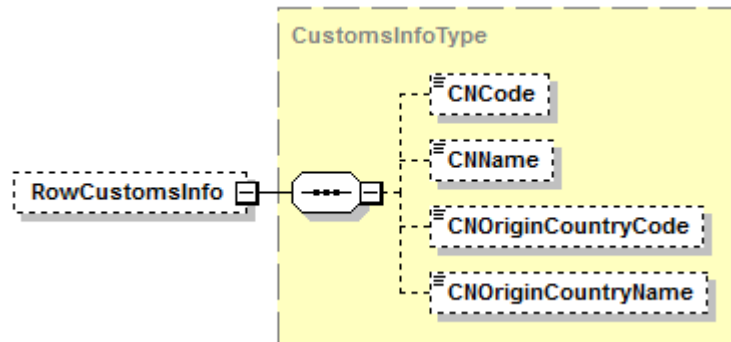 CustomsInfoType
CNCode
CNName
RowCustomsInfo
CNOriginCountryCode
CNOriginCountryName